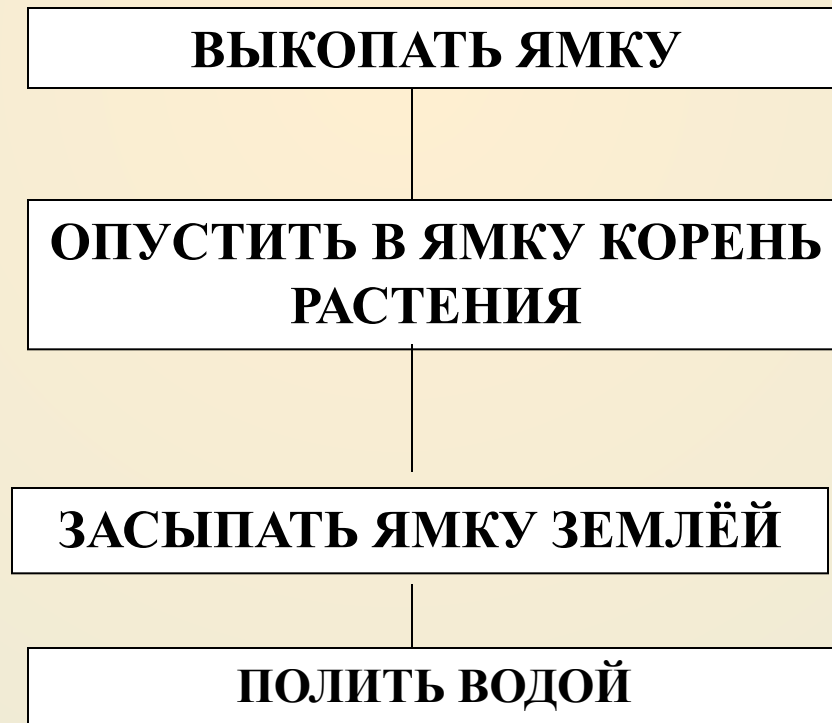 ВЫКОПАТЬ ЯМКУ
ОПУСТИТЬ В ЯМКУ КОРЕНЬ
РАСТЕНИЯ
ЗАСЫПАТЬ ЯМКУ ЗЕМЛЁЙ
ПОЛИТЬ ВОДОЙ